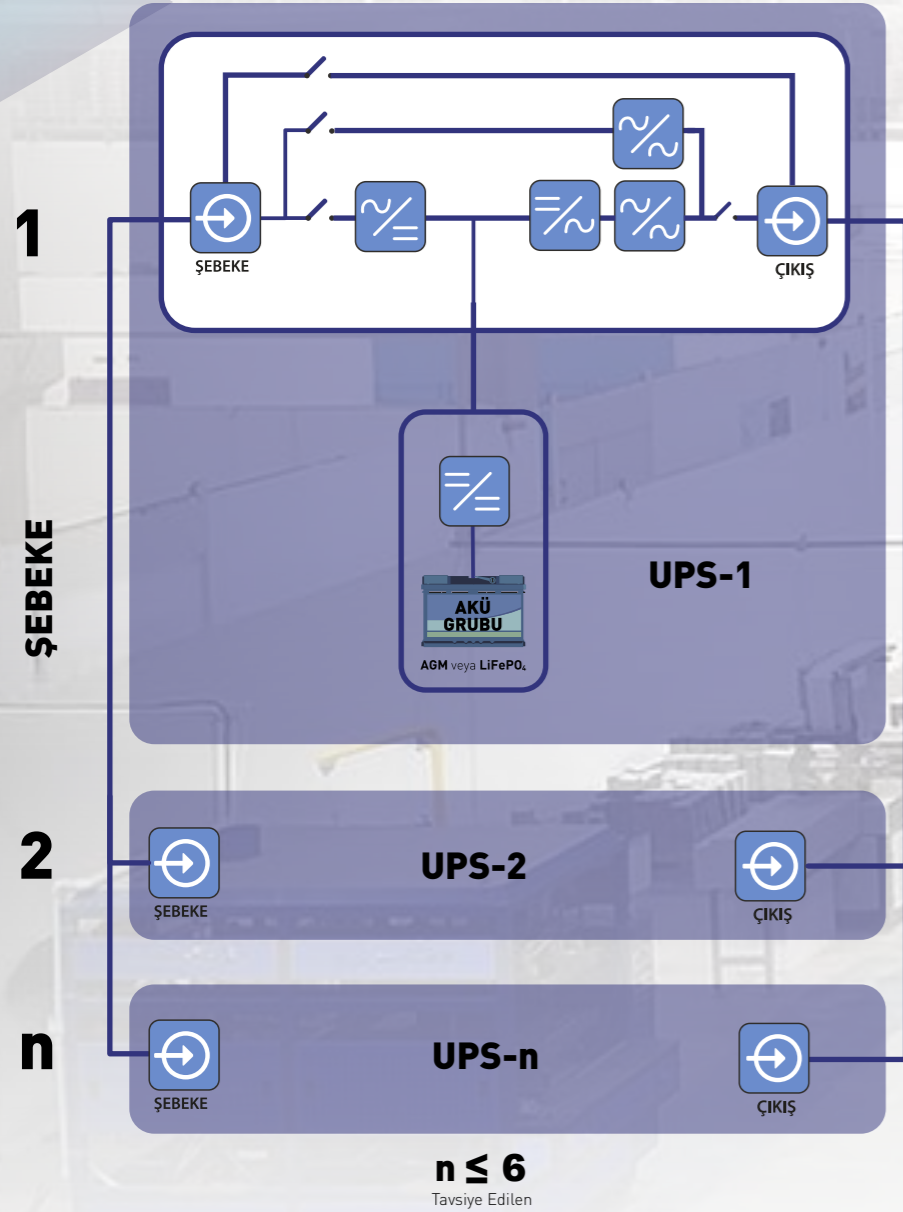 1
ŞEBEKE
ÇIKIŞ
ŞEBEKE
AKÜ
GRUBU
AGM veya LiFePO₄
UPS-1
2
ŞEBEKE
UPS-2
ÇIKIŞ
n
ŞEBEKE
UPS-n
ÇIKIŞ
n ≤ 6
Tavsiye Edilen